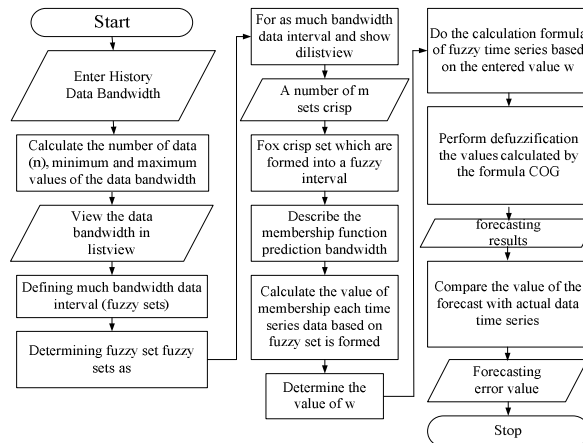 Start
Enter History
Data Bandwidth
Calculate the number of data
(n), minimum and maximum
values of the data bandwidth
View the data
bandwidth in
listview
Defining much bandwidth data
interval (fuzzy sets)
Determining fuzzy set fuzzy
sets as
For as much bandwidth
data interval and show
dilistview
A number of m
sets crisp
Fox crisp set which are
formed into a fuzzy
interval
Describe the
membership function
prediction bandwidth
Calculate the value of
membership each time
series data based on
fuzzy set is formed
Determine the
value of w
Do the calculation formula
of fuzzy time series based
on the entered value w
Perform defuzzification
the values calculated by
the formula COG
forecasting
results
Compare the value of the
forecast with actual data
time series
Forecasting
error value
Stop